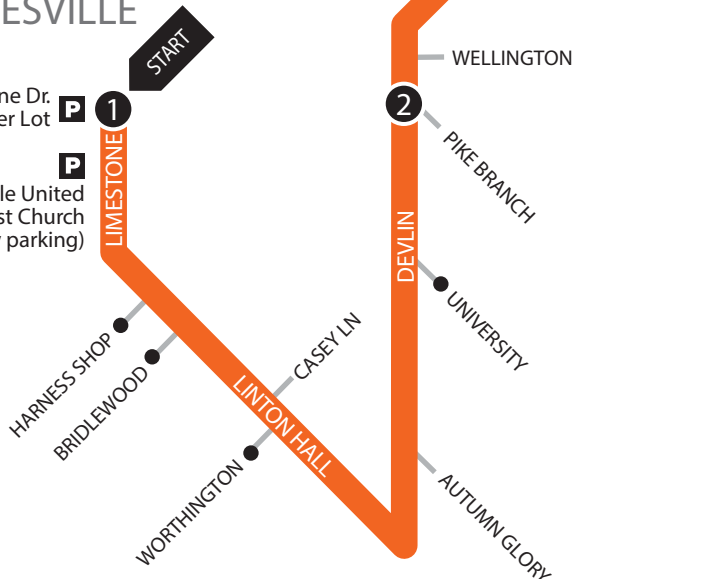 ESVILLE
START
ne Dr.
er Lot
P
1
P
le United
st Church
parking)
LIMESTONE
HARNESS SHOP
BRIDLEWOOD
CASEY LN
LINTON HALL
WORTHINGTON
WELLINGTON
2
PIKE BRANCH
DEVLIN
UNIVERSITY
AUTUMN GLORY